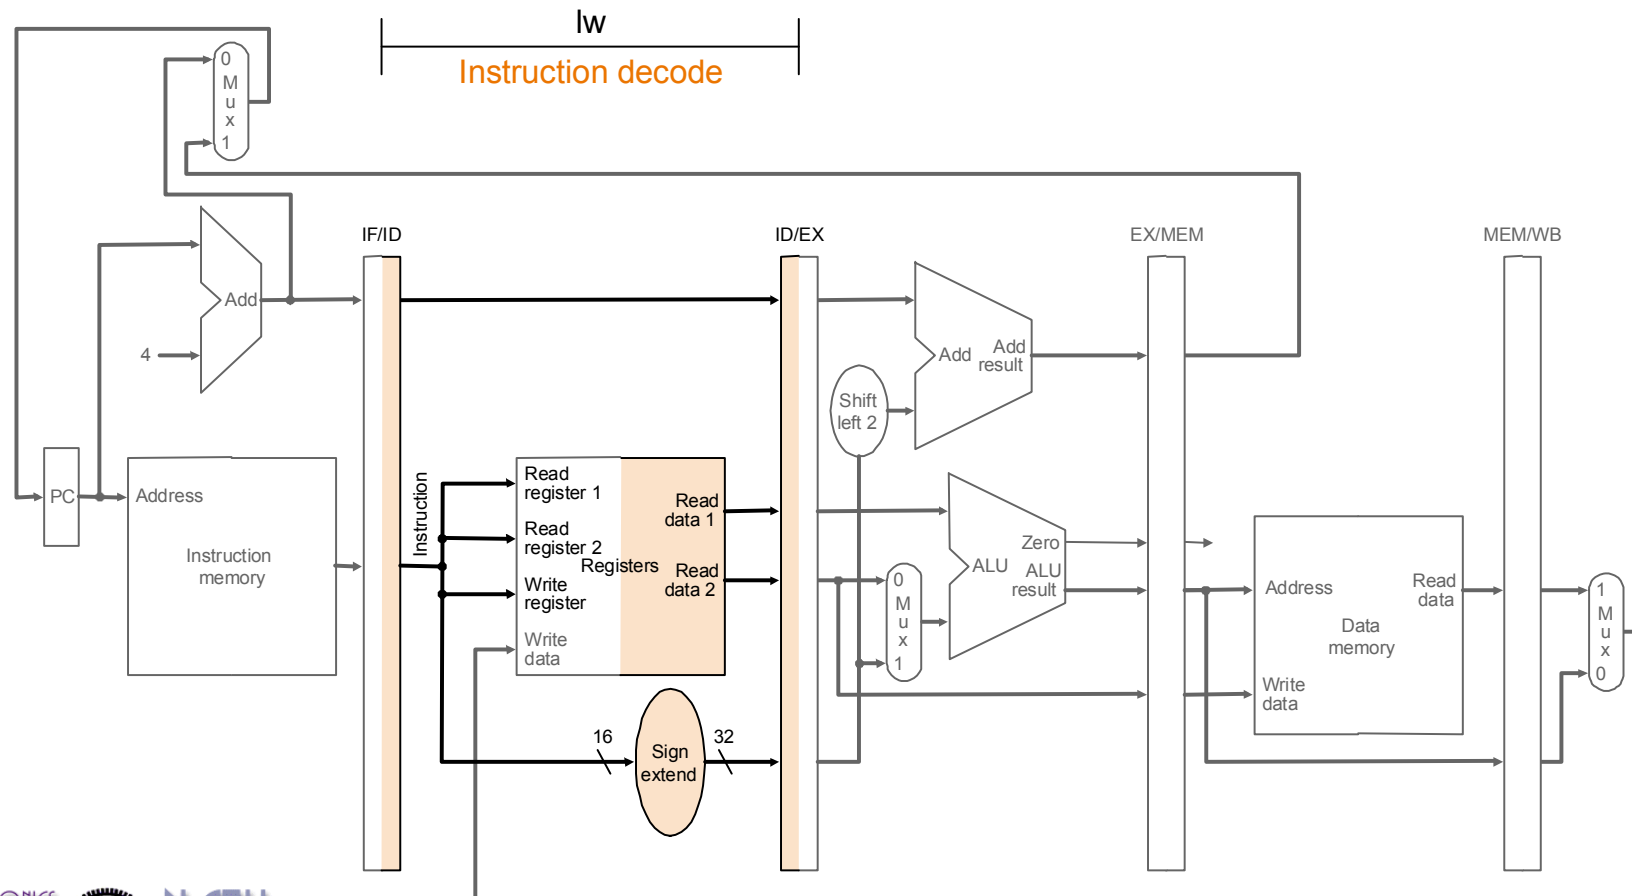 lw
Instruction decode
0
M
u
x
1
IF/ID
ID/EX
EX/MEM
MEM/WB
Add
4
Add
Add
result
Shift
left 2
PC
Address
Instruction
memory
Instruction
Read
register 1
Read
register 2
Write
register
Write
data
Registers
Read
data 1
Read
data 2
16
Sign
extend
32
0
M
u
x
1
Zero
ALU
ALU
result
Address
Read
data
Data
memory
Write
data
1
M
u
x
0